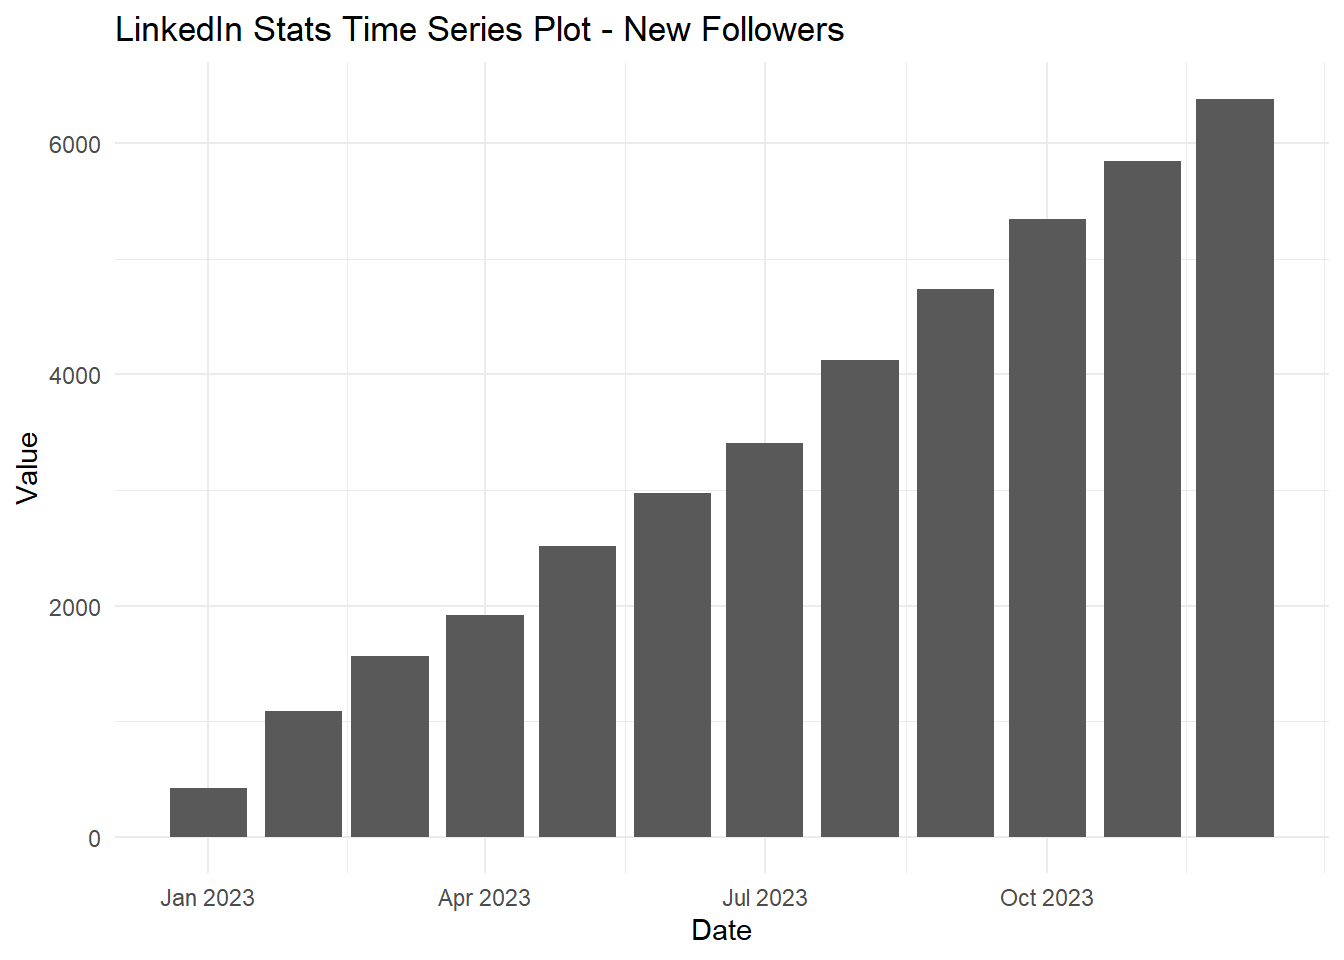 LinkedIn Stats Time Series Plot - New Followers
6000
4000
2000
0
Value
Jan 2023 Apr 2023 Jul 2023 Oct 2023
Date